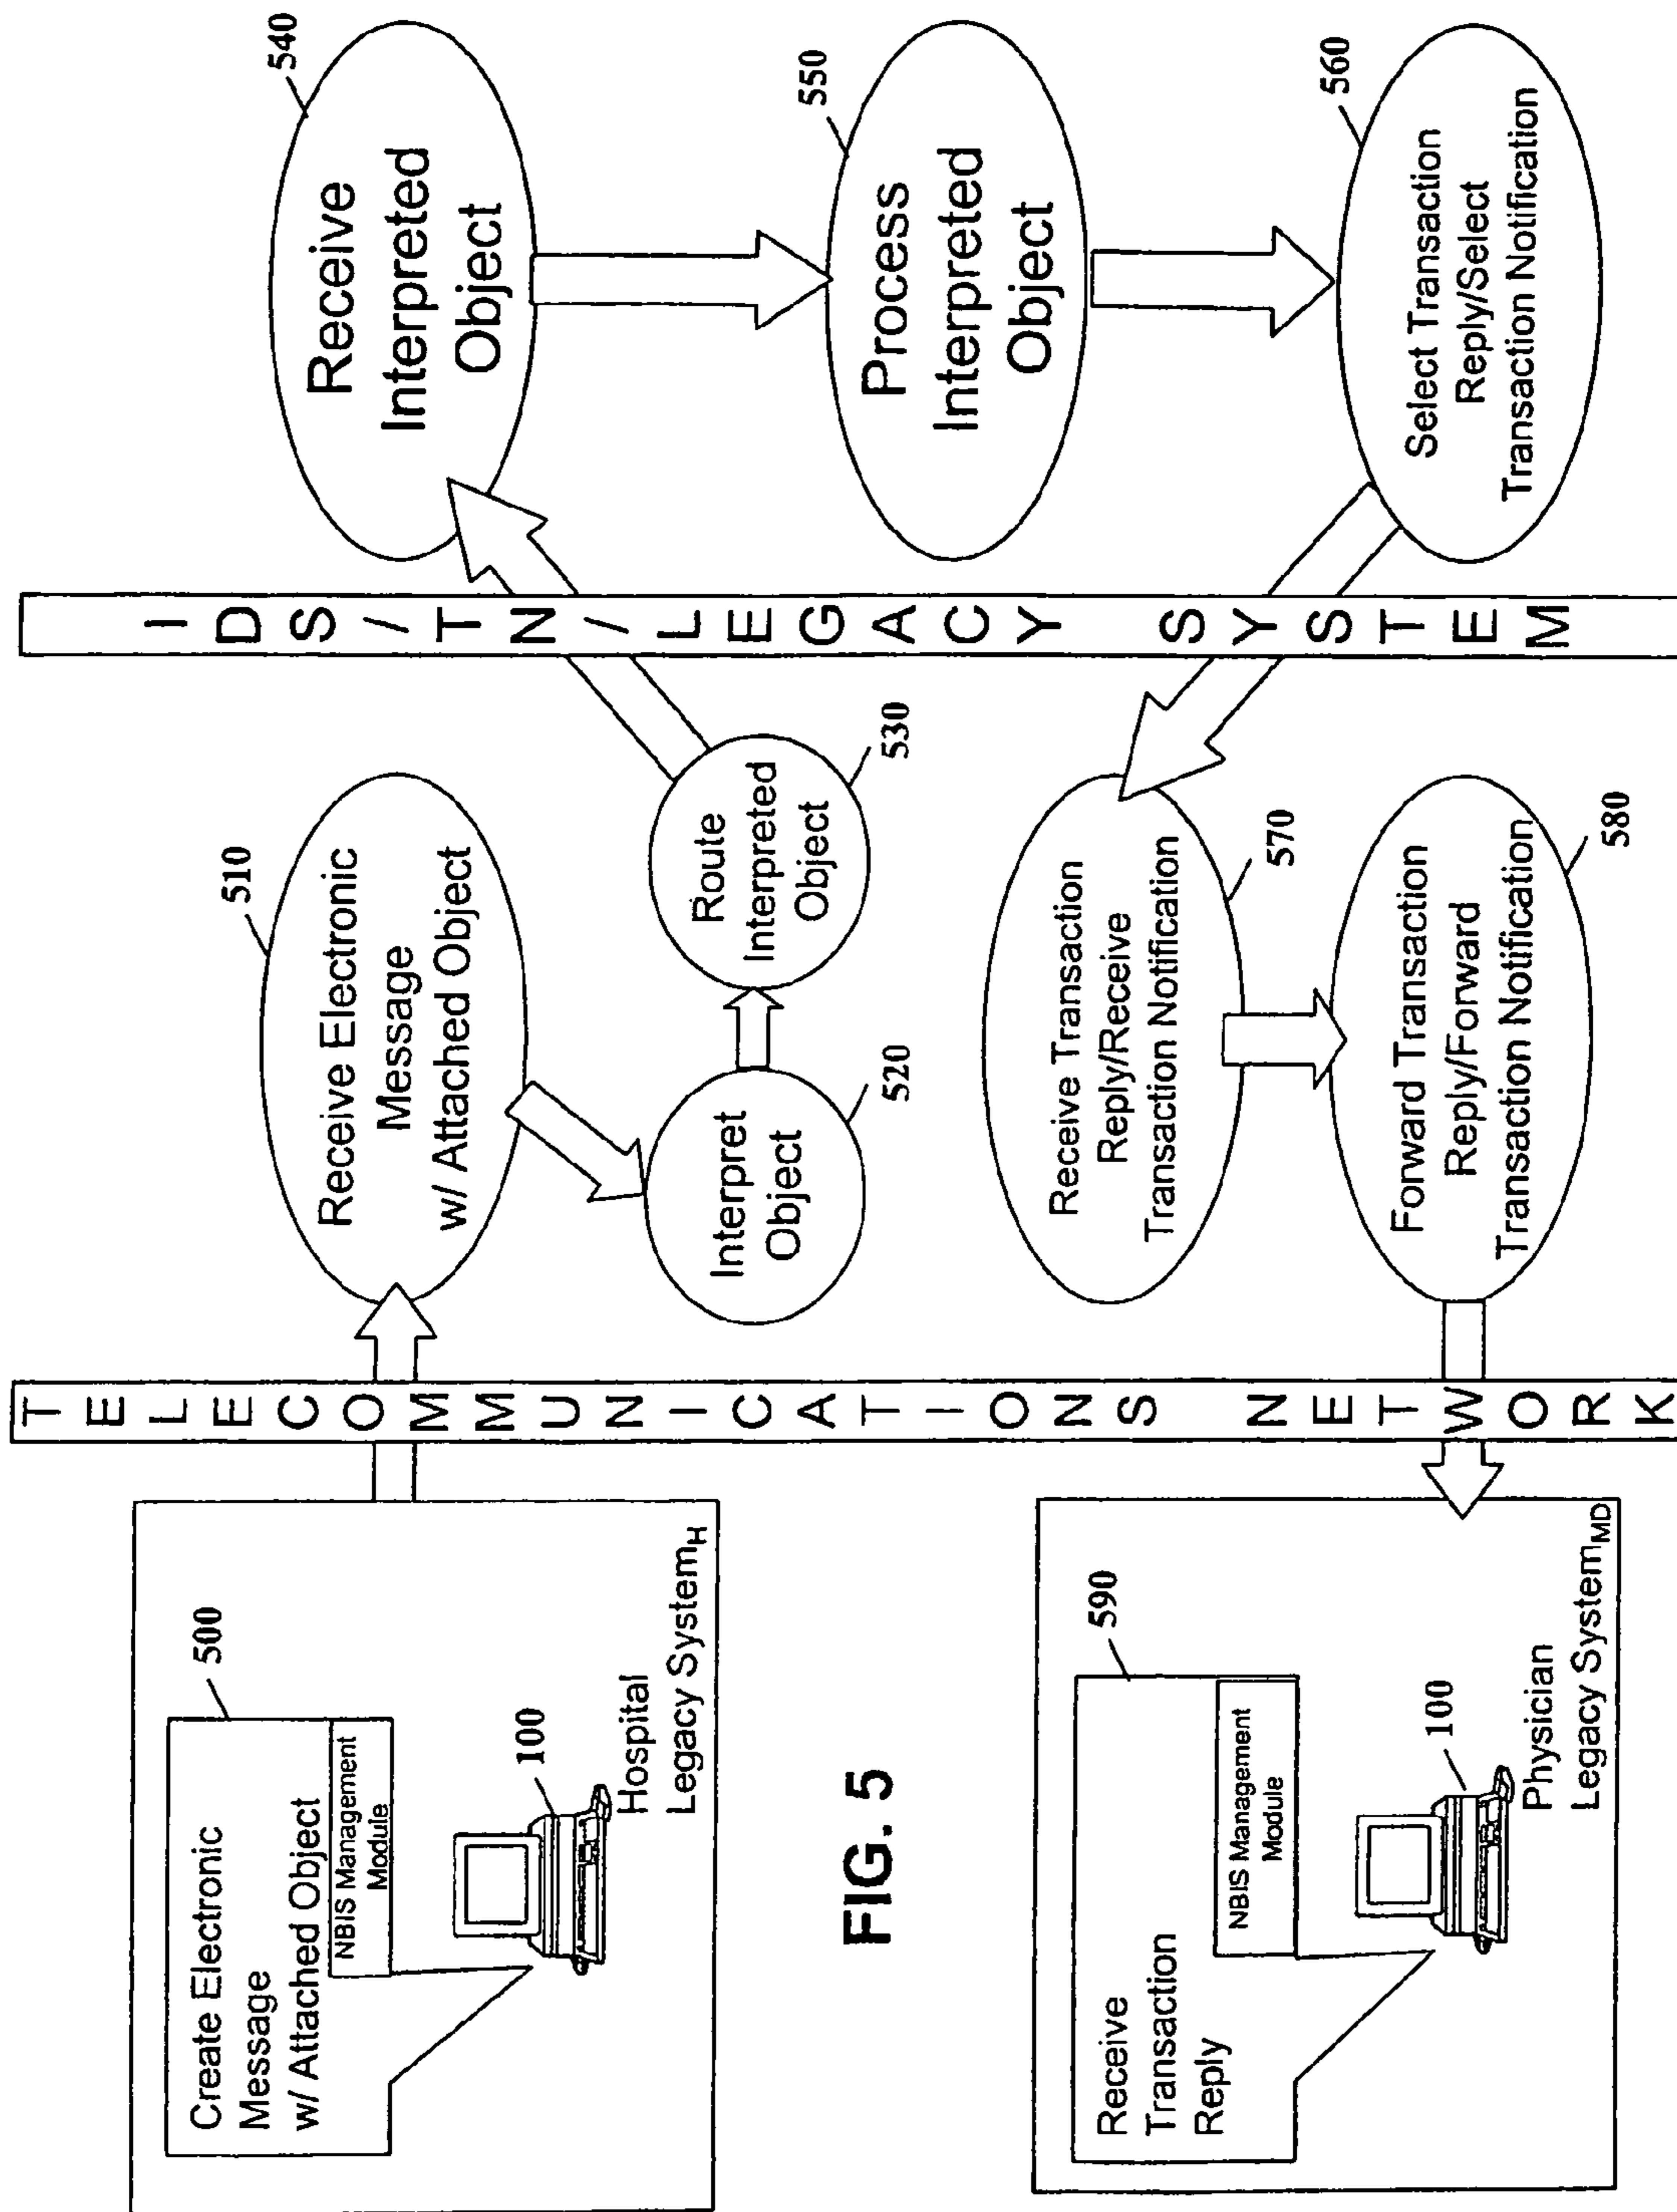 500
Create Electronic
Message
w/ Attached Object
NBIS Management
Module
100
Hospital
Legacy SystemH
TELECOMMUNICATIONS NETWORK
510
Receive Electronic
Message
w/ Attached Object
Interpret
Object
520
Route
Interpreted
Object
530
IDS/TN/LEGACY SYSTEM
540
Receive
Interpreted
Object
550
Process
Interpreted
Object
560
Select Transaction
Reply/Select
Transaction Notification
Receive Transaction
Reply/Receive
Transaction Notification
570
Forward Transaction
Reply/Forward
Transaction Notification
580
FIG. 5
590
Receive
Transaction
Reply
NBIS Management
Module
100
Physician
Legacy SystemMD